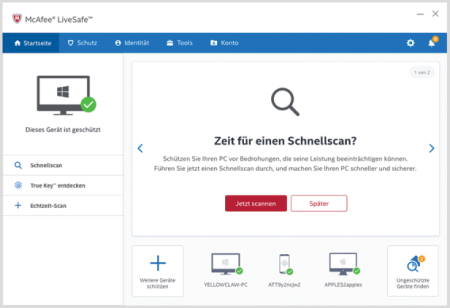 McAfee® LiveSafe™
Startseite
Schutz
Identität
Tools
Konto
1 von 2
Dieses Gerät ist geschützt
Schnellscan
True Key™ entdecken
Echtzeit-Scan
Zeit für einen Schnellscan?
Schützen Sie Ihren PC vor Bedrohungen, die seine Leistung beeinträchtigen können.
Führen Sie jetzt einen Schnellscan durch, und machen Sie Ihren PC schneller und sicherer.
Jetzt scannen
Später
Weitere Geräte
schützen
YELLOWCLAW-PC
ATT9y2ncjw2
APPLES2apples
Ungeschützte
Geräte finden